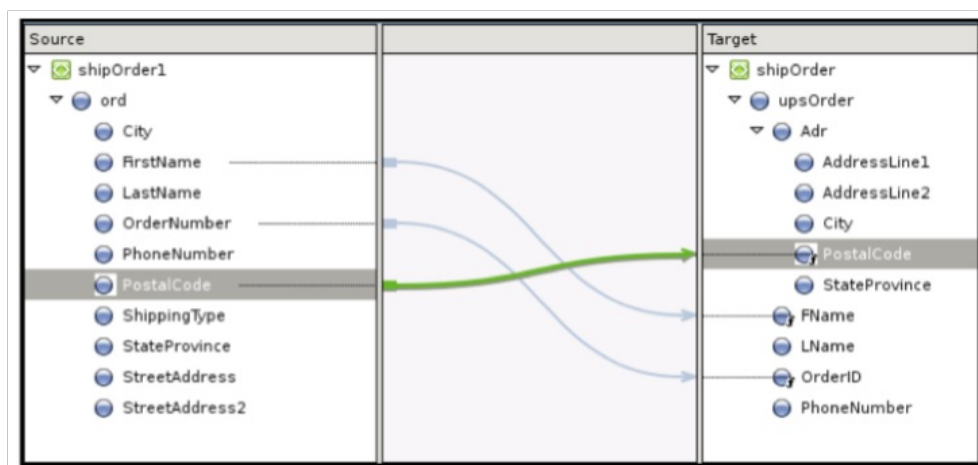 Source
shipOrder1
ord
City
FirstName
LastName
OrderNumber
PhoneNumber
PostalCode
ShippingType
StateProvince
StreetAddress
StreetAddress2
Target
shipOrder
upsOrder
Adr
AddressLine1
AddressLine2
City
PostalCode
StateProvince
FName
LName
OrderID
PhoneNumber